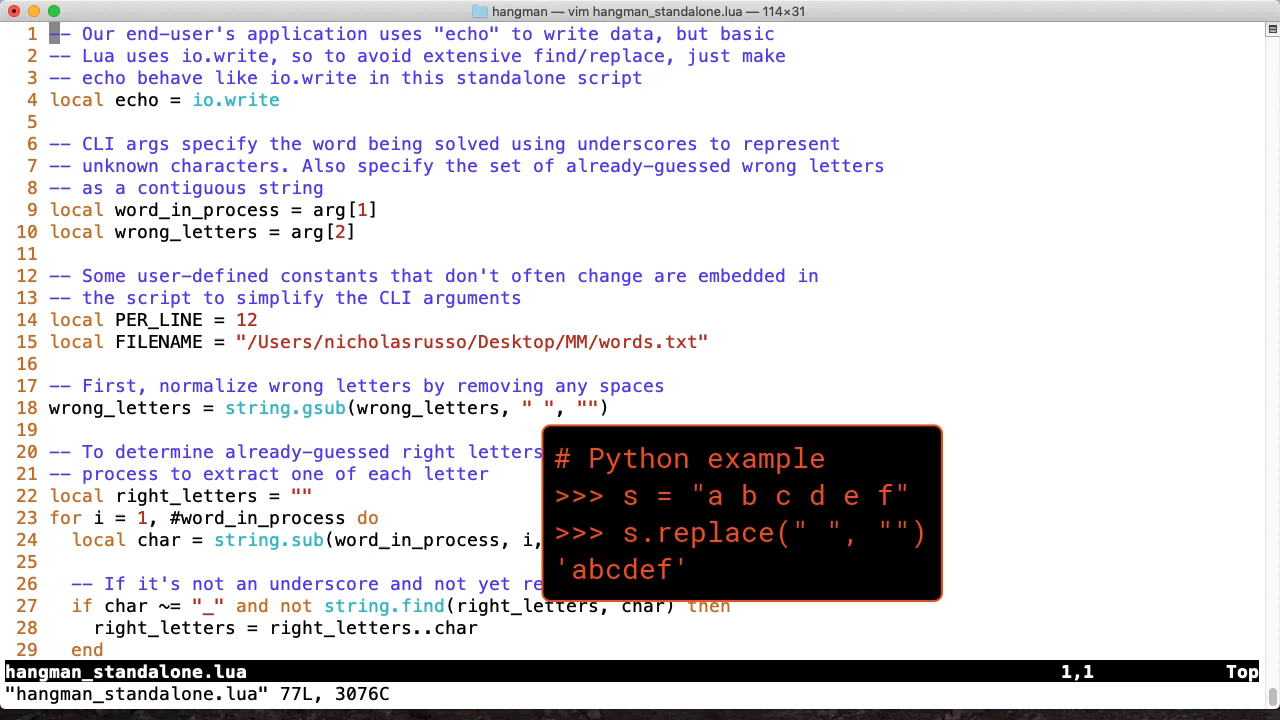 hangman — vim hangman_standalone.lua — 114×31
1 -- Our end-user's application uses "echo" to write data, but basic
2 -- Lua uses io.write, so to avoid extensive find/replace, just make
3 -- echo behave like io.write in this standalone script
4 local echo = io.write
5
6 -- CLI args specify the word being solved using underscores to represent
7 -- unknown characters. Also specify the set of already-guessed wrong letters
8 -- as a contiguous string
9 local word_in_process = arg[1]
10 local wrong_letters = arg[2]
11
12 -- Some user-defined constants that don't often change are embedded in
13 -- the script to simplify the CLI arguments
14 local PER_LINE = 12
15 local FILENAME = "/Users/nicholasrusso/Desktop/MM/words.txt"
16
17 -- First, normalize wrong letters by removing any spaces
18 wrong_letters = string.gsub(wrong_letters, " ", "")
19
20 -- To determine already-guessed right letters
21 -- process to extract one of each letter
22 local right_letters = ""
23 for i = 1, #word_in_process do
24 local char = string.sub(word_in_process, i,
25
26 -- If it's not an underscore and not yet re
27 if char ~= "_" and not string.find(right_letters, char) then
28 right_letters = right_letters..char
29 end
# Python example
>>> s = "a b c d e f"
>>> s.replace(" ", "")
'abcdef'
hangman_standalone.lua 1,1 Top
"hangman_standalone.lua" 77L, 3076C